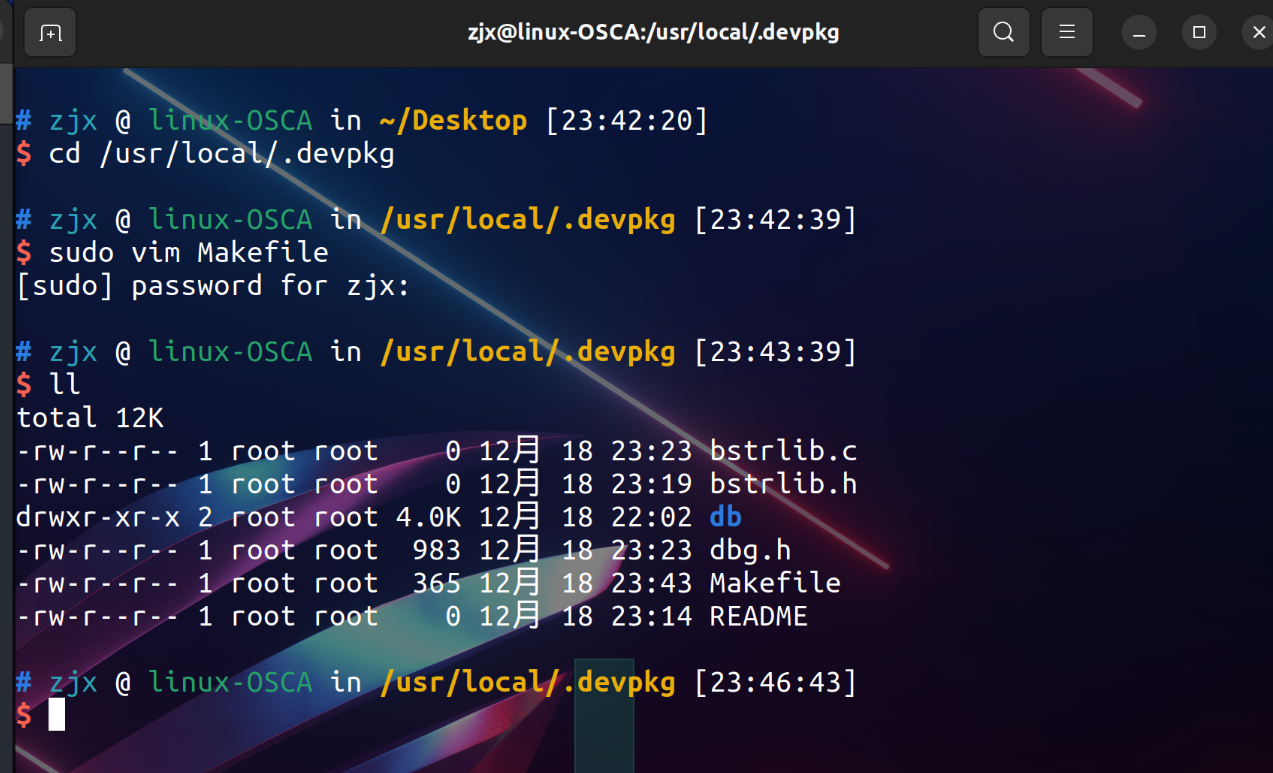 zjx@linux-OSCA:/usr/local/.devpkg
# zjx @ linux-OSCA in ~/Desktop [23:42:20]
$ cd /usr/local/.devpkg
# zjx @ linux-OSCA in /usr/local/.devpkg [23:42:39]
$ sudo vim Makefile
[sudo] password for zjx:
# zjx @ linux-OSCA in /usr/local/.devpkg [23:43:39]
$ ll
total 12K
-rw-r--r-- 1 root root    0 12月 18 23:23 bstrlib.c
-rw-r--r-- 1 root root    0 12月 18 23:19 bstrlib.h
drwxr-xr-x 2 root root 4.0K 12月 18 22:02 db
-rw-r--r-- 1 root root  983 12月 18 23:23 dbg.h
-rw-r--r-- 1 root root  365 12月 18 23:43 Makefile
-rw-r--r-- 1 root root    0 12月 18 23:14 README
# zjx @ linux-OSCA in /usr/local/.devpkg [23:46:43]
$